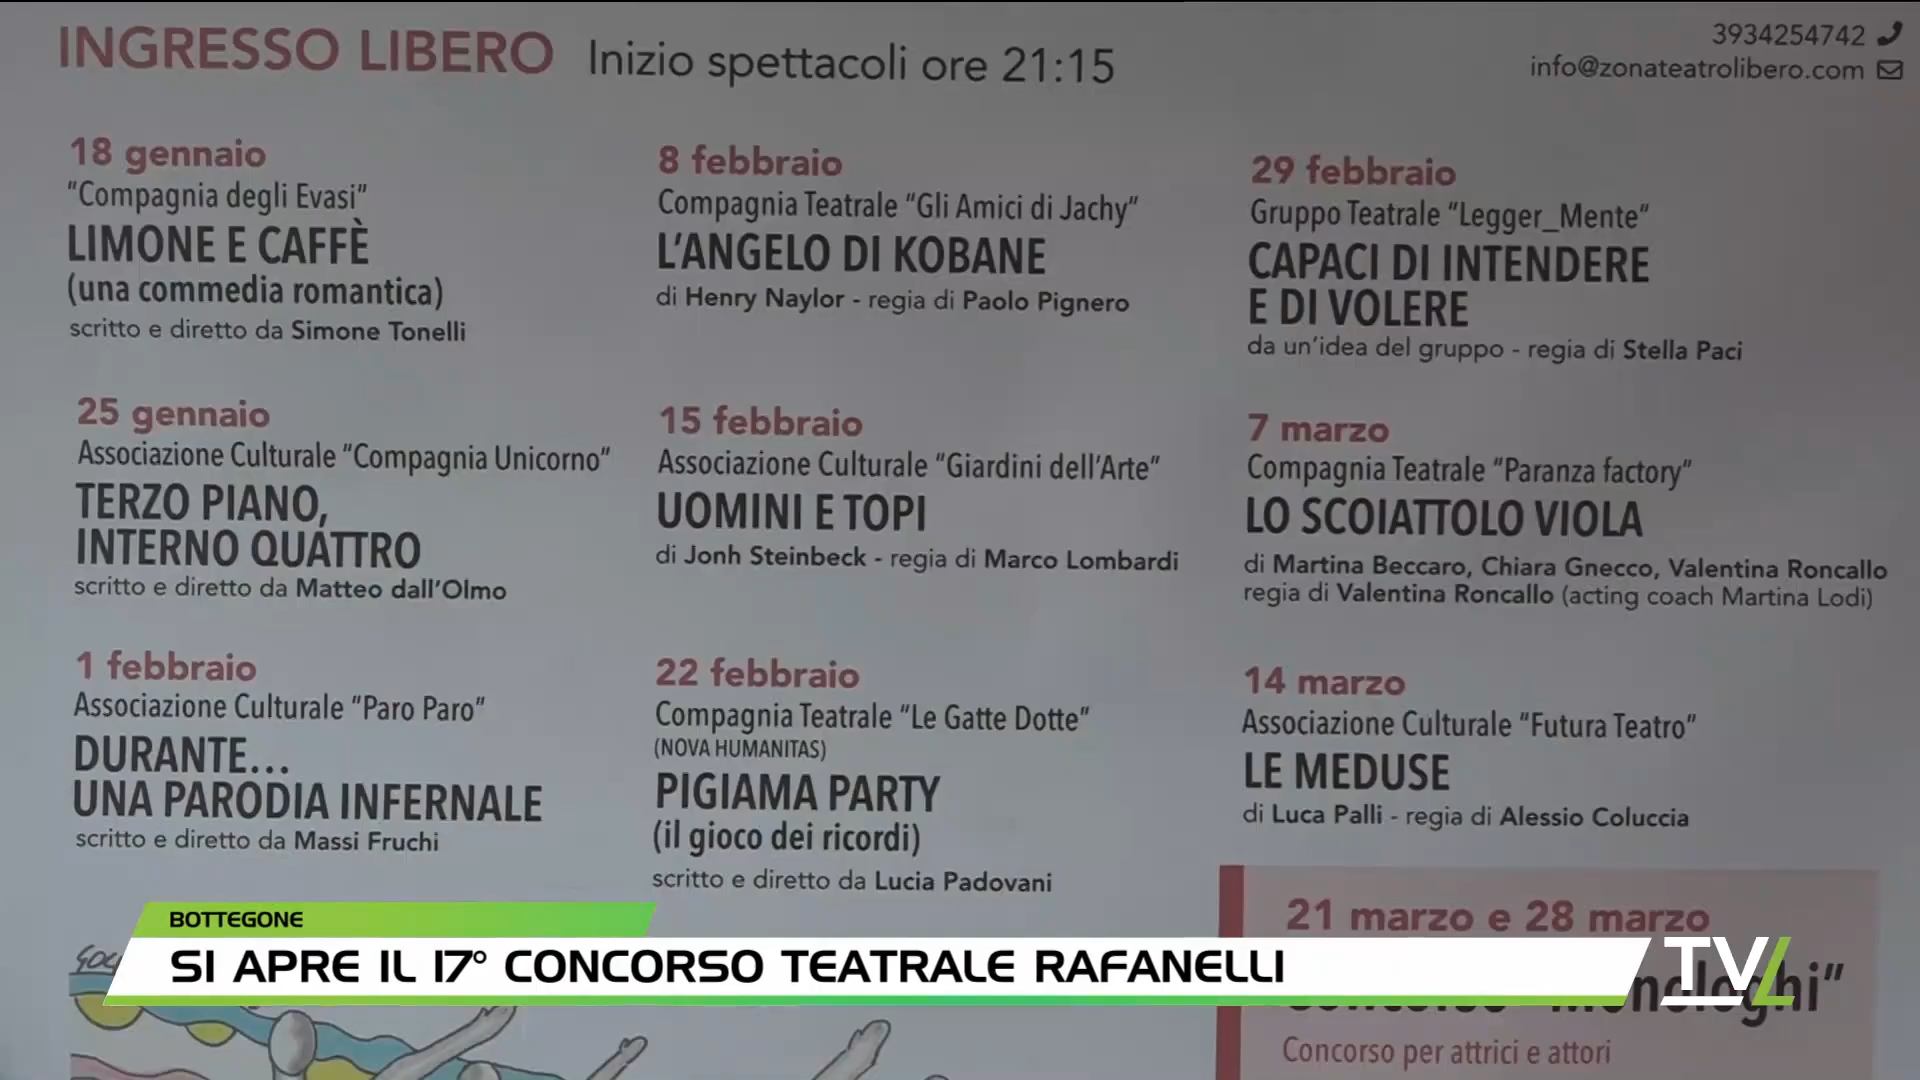 INGRESSO LIBERO Inizio spettacoli ore 21:15
3934254742
info@zonateatrolibero.com
18 gennaio
"Compagnia degli Evasi"
LIMONE E CAFFÈ
(una commedia romantica)
scritto e diretto da Simone Tonelli
25 gennaio
Associazione Culturale "Compagnia Unicorno"
TERZO PIANO,
INTERNO QUATTRO
scritto e diretto da Matteo dall'Olmo
1 febbraio
Associazione Culturale "Paro Paro"
DURANTE...
UNA PARODIA INFERNALE
scritto e diretto da Massi Fruchi
8 febbraio
Compagnia Teatrale "Gli Amici di Jachy"
L'ANGELO DI KOBANE
di Henry Naylor - regia di Paolo Pignero
15 febbraio
Associazione Culturale "Giardini dell'Arte"
UOMINI E TOPI
di Jonh Steinbeck - regia di Marco Lombardi
22 febbraio
Compagnia Teatrale "Le Gatte Dotte"
(NOVA HUMANITAS)
PIGIAMA PARTY
(il gioco dei ricordi)
scritto e diretto da Lucia Padovani
29 febbraio
Gruppo Teatrale "Legger_Mente"
CAPACI DI INTENDERE
E DI VOLERE
da un'idea del gruppo - regia di Stella Paci
7 marzo
Compagnia Teatrale "Paranza factory"
LO SCOIATTOLO VIOLA
di Martina Beccaro, Chiara Gnecco, Valentina Roncallo
regia di Valentina Roncallo (acting coach Martina Lodi)
14 marzo
Associazione Culturale "Futura Teatro"
LE MEDUSE
di Luca Palli - regia di Alessio Coluccia
21 marzo e 28 marzo
Concorso "Monologhi"
Concorso per attrici e attori
BOTTEGONE
SI APRE IL 17° CONCORSO TEATRALE RAFANELLI
TVL